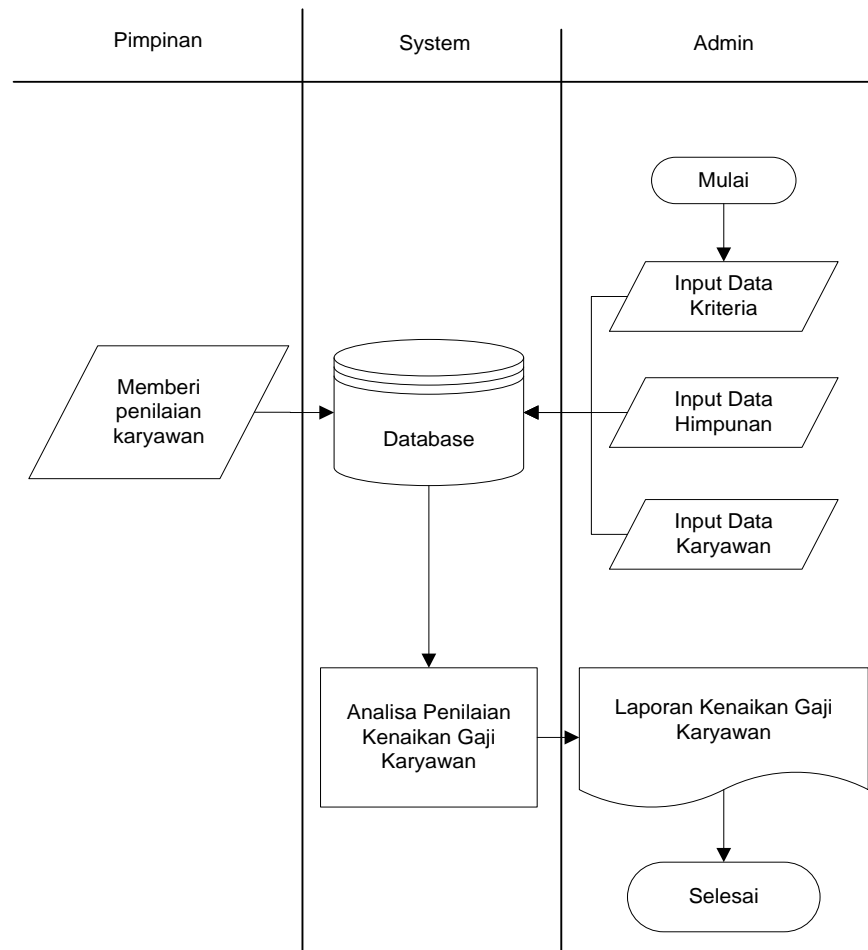 Pimpinan
System
Admin
Mulai
Input Data
Kriteria
Memberi
penilaian
karyawan
Database
Input Data
Himpunan
Input Data
Karyawan
Analisa Penilaian
Kenaikan Gaji
Karyawan
Laporan Kenaikan Gaji
Karyawan
Selesai